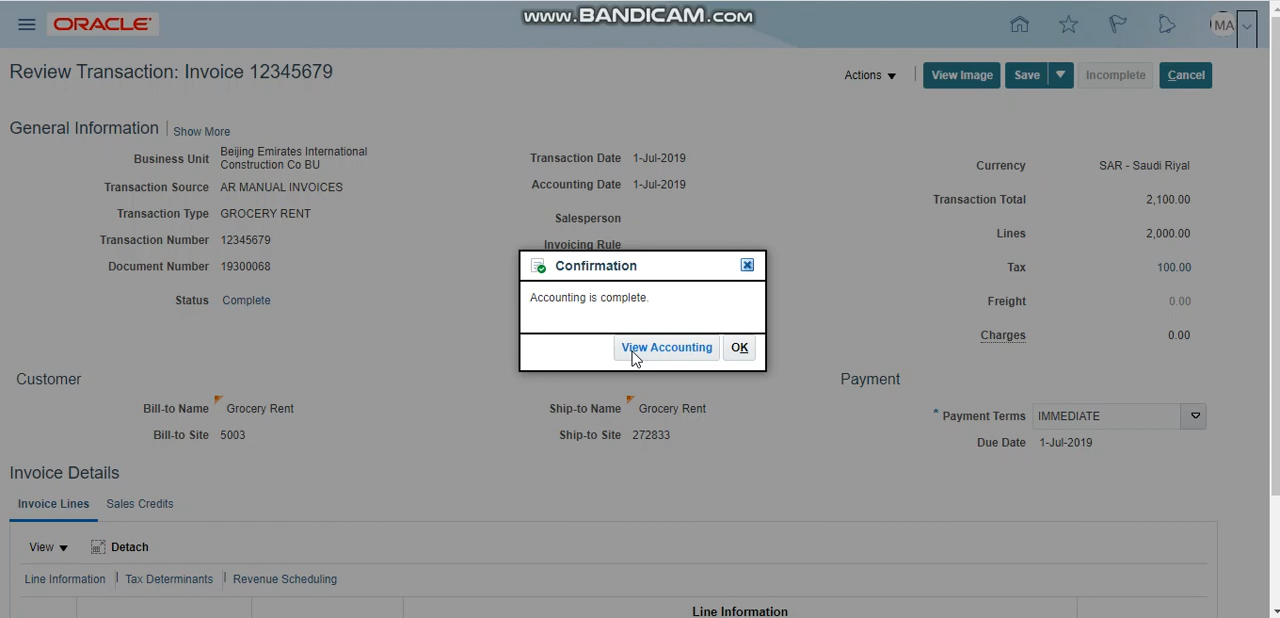 www.BANDICAM.com
ORACLE
MA
Review Transaction: Invoice 12345679
Actions
View Image
Save
Incomplete
Cancel
General Information
Show More
Business Unit Beijing Emirates International Construction Co BU
Transaction Source AR MANUAL INVOICES
Transaction Type GROCERY RENT
Transaction Number 12345679
Document Number 19300068
Status Complete
Transaction Date 1-Jul-2019
Accounting Date 1-Jul-2019
Salesperson
Invoicing Rule
Currency SAR - Saudi Riyal
Transaction Total 2,100.00
Lines 2,000.00
Tax 100.00
Freight 0.00
Charges 0.00
Confirmation
Accounting is complete.
View Accounting
OK
Customer
Bill-to Name Grocery Rent
Bill-to Site 5003
Ship-to Name Grocery Rent
Ship-to Site 272833
Payment
* Payment Terms IMMEDIATE
Due Date 1-Jul-2019
Invoice Details
Invoice Lines
Sales Credits
View
Detach
Line Information
Tax Determinants
Revenue Scheduling
Line Information